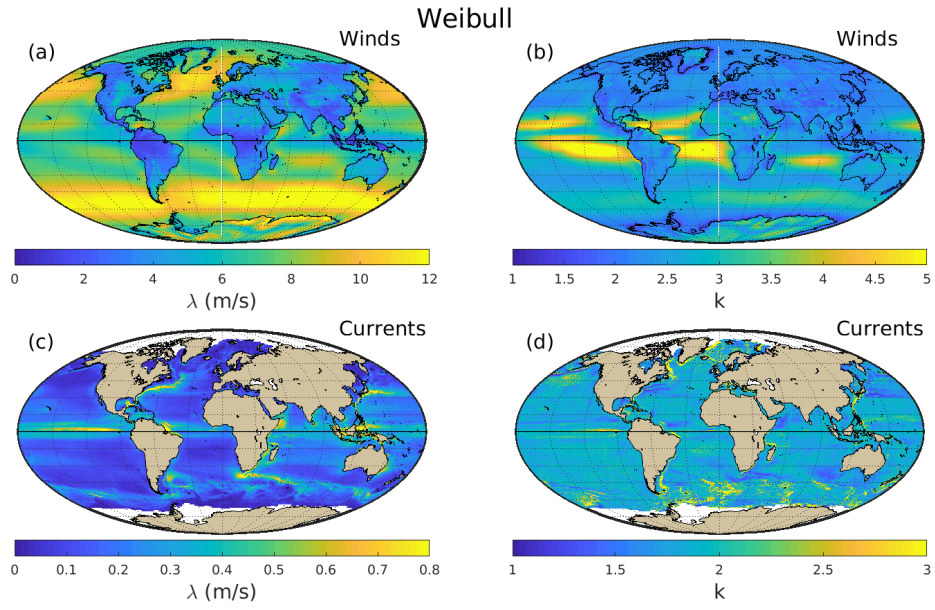 Weibull
(a) Winds
(b) Winds
0 2 4 6 8 10 12
λ (m/s)
1 1.5 2 2.5 3 3.5 4 4.5 5
k
(c) Currents
(d) Currents
0 0.1 0.2 0.3 0.4 0.5 0.6 0.7 0.8
λ (m/s)
1 1.5 2 2.5 3
k